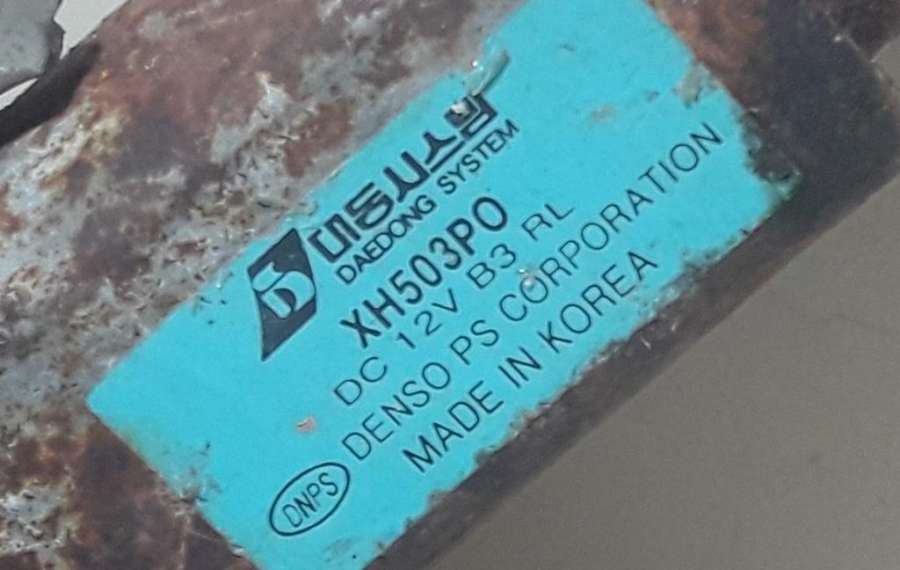 대동시스템
DAEDONG SYSTEM
XH503PO
DC 12V B3 RL
DENSO PS CORPORATION
MADE IN KOREA
DNPS